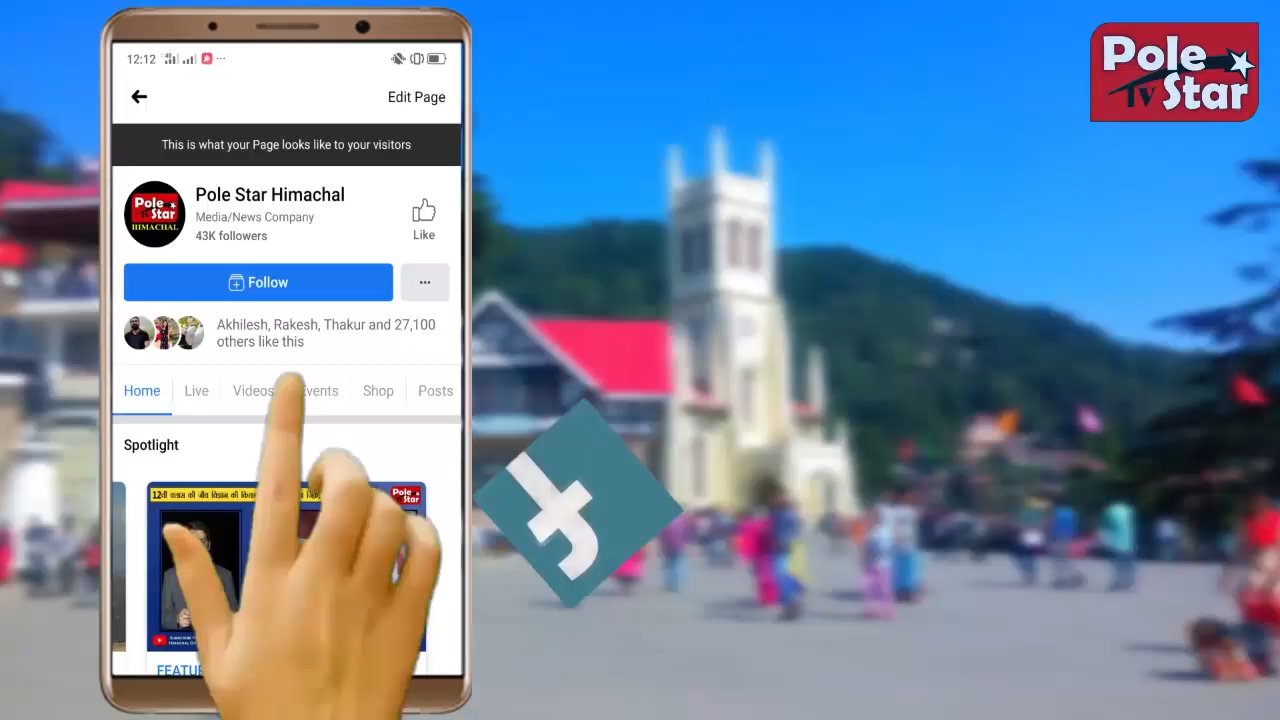 12:12
Edit Page
This is what your Page looks like to your visitors
Pole Star Himachal
Media/News Company
43K followers
Like
Follow
Akhilesh, Rakesh, Thakur and 27,100
others like this
Home
Live
Videos
Events
Shop
Posts
Spotlight
12वीं क्लास की जीव विज्ञान की
Pole
Star
FEATU
Pole
Tv Star
Pole
Tv Star
HIMACHAL